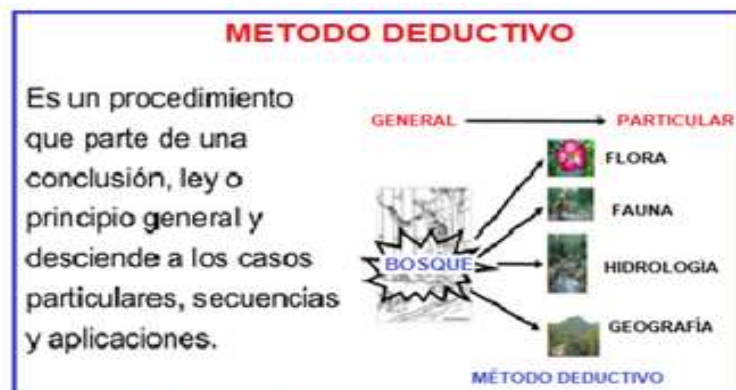 METODO DEDUCTIVO
Es un procedimiento
que parte de una
conclusión, ley o
principio general y
desciende a los casos
particulares, secuencias
y aplicaciones.
GENERAL PARTICULAR
FLORA
FAUNA
BOSQUE
HIDROLOGÌA
GEOGRAFÍA
MÉTODO DEDUCTIVO